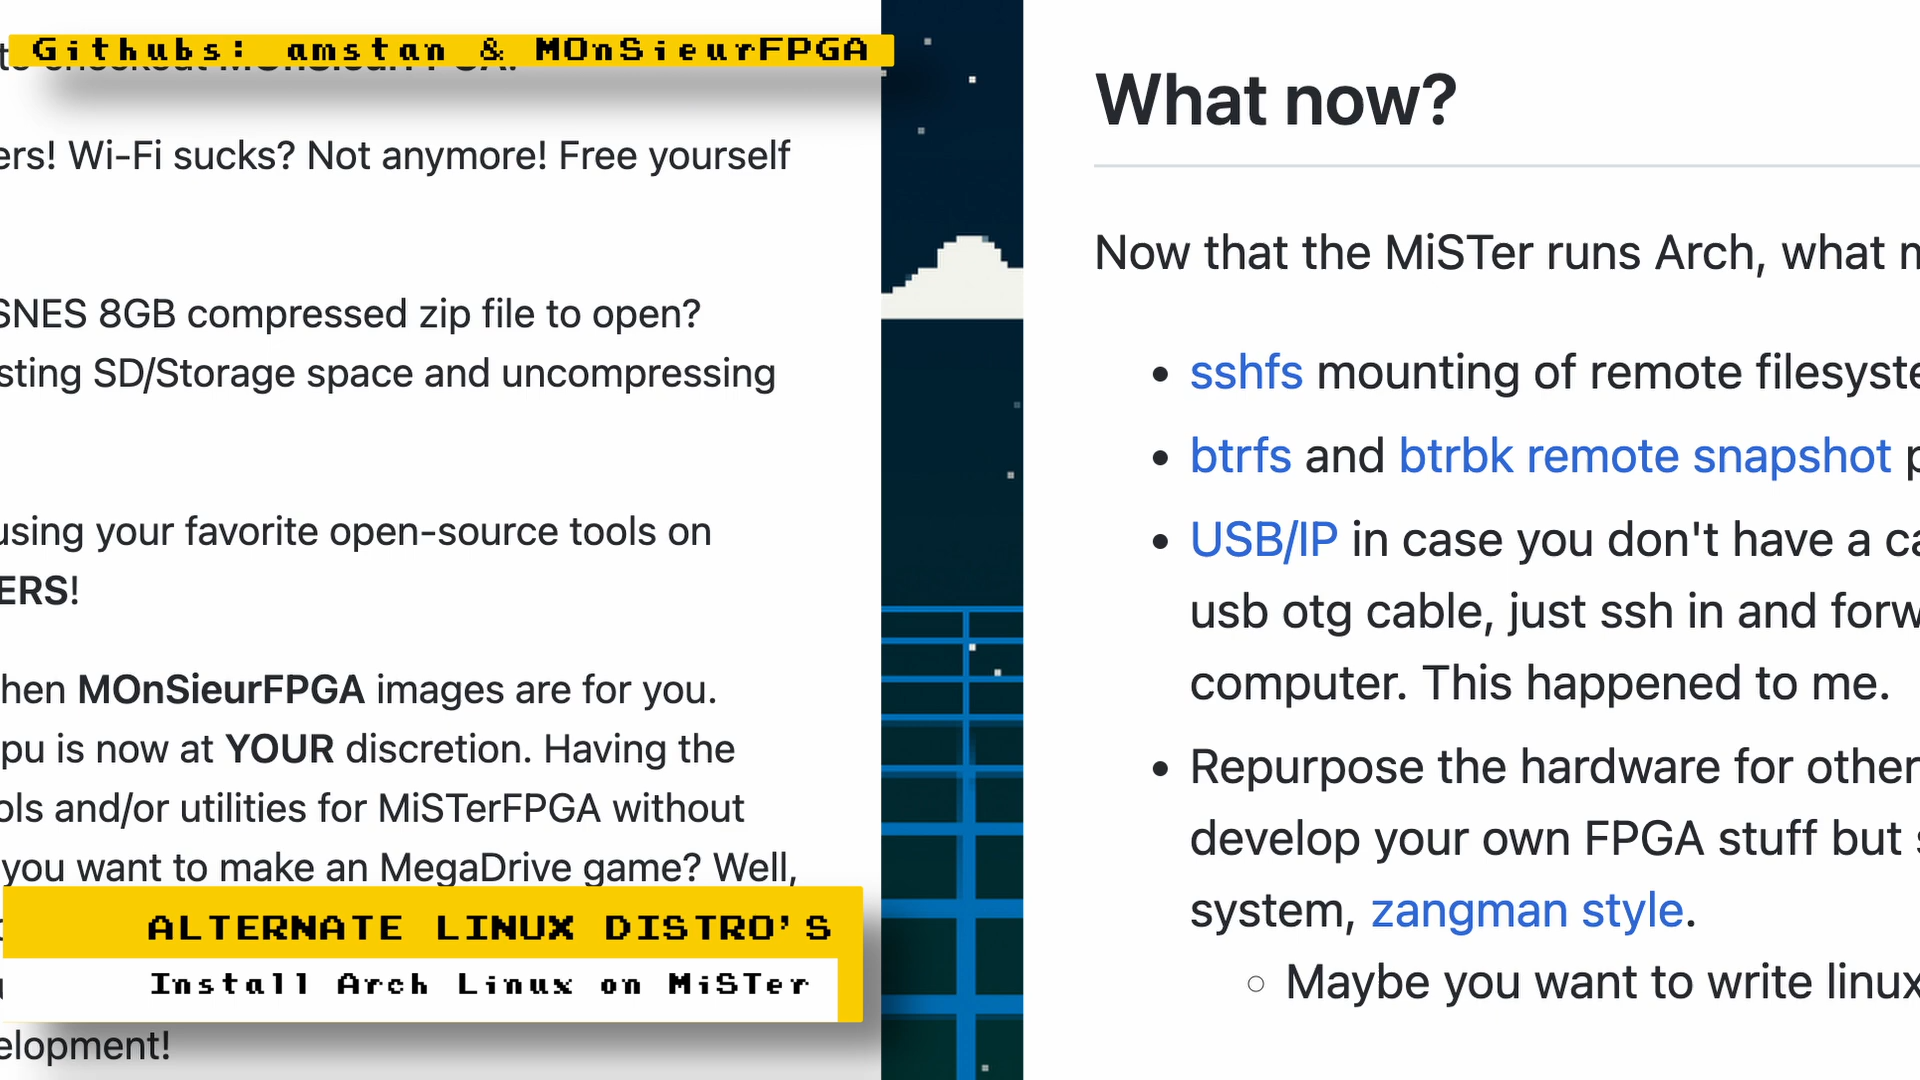 Githubs: amstan & MOnSieurFPGA
ers! Wi-Fi sucks? Not anymore! Free yourself
SNES 8GB compressed zip file to open?
sting SD/Storage space and uncompressing
using your favorite open-source tools on
ERS!
hen MOnSieurFPGA images are for you.
pu is now at YOUR discretion. Having the
ols and/or utilities for MiSTerFPGA without
you want to make an MegaDrive game? Well,
ALTERNATE LINUX DISTRO'S
Install Arch Linux on MiSTer
elopment!
What now?
Now that the MiSTer runs Arch, what m
• sshfs mounting of remote filesyste
• btrfs and btrbk remote snapshot p
• USB/IP in case you don't have a ca
usb otg cable, just ssh in and forw
computer. This happened to me.
• Repurpose the hardware for other
develop your own FPGA stuff but s
system, zangman style.
○ Maybe you want to write linux